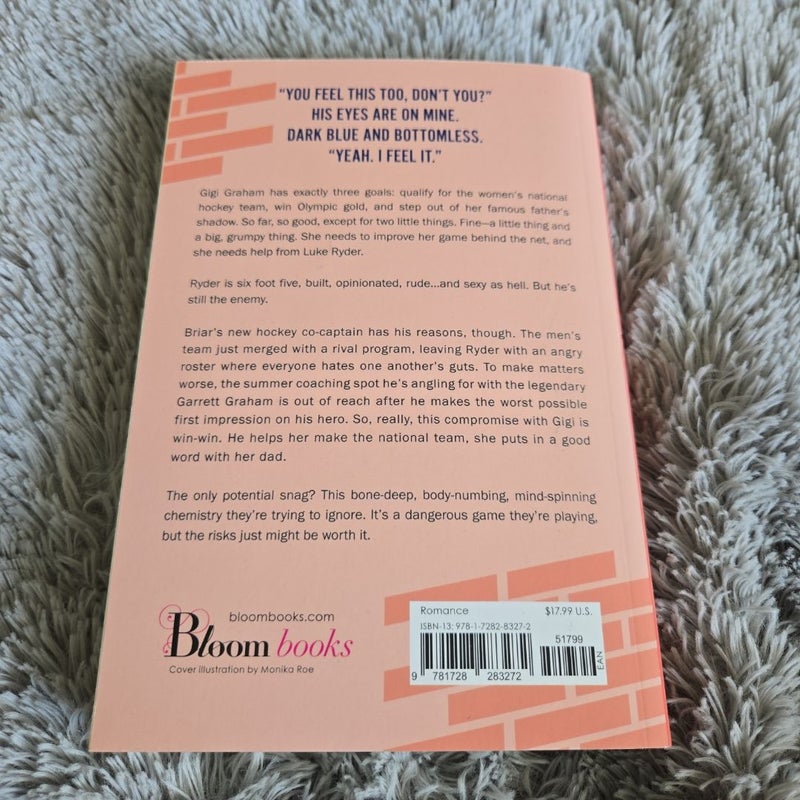 "YOU FEEL THIS TOO, DON'T YOU?"
HIS EYES ARE ON MINE.
DARK BLUE AND BOTTOMLESS.
"YEAH. I FEEL IT."
Gigi Graham has exactly three goals: qualify for the women's national
hockey team, win Olympic gold, and step out of her famous father's
shadow. So far, so good, except for two little things. Fine—a little thing and
a big, grumpy thing. She needs to improve her game behind the net, and
she needs help from Luke Ryder.
Ryder is six foot five, built, opinionated, rude...and sexy as hell. But he's
still the enemy.
Briar's new hockey co-captain has his reasons, though. The men's
team just merged with a rival program, leaving Ryder with an angry
roster where everyone hates one another's guts. To make matters
worse, the summer coaching spot he's angling for with the legendary
Garrett Graham is out of reach after he makes the worst possible
first impression on his hero. So, really, this compromise with Gigi is
win-win. He helps her make the national team, she puts in a good
word with her dad.
The only potential snag? This bone-deep, body-numbing, mind-spinning
chemistry they're trying to ignore. It's a dangerous game they're playing,
but the risks just might be worth it.
bloombooks.com
Bloom books
Cover illustration by Monika Roe
Romance $17.99 U.S.
ISBN-13: 978-1-7282-8327-2
51799
EAN
9 781728 283272